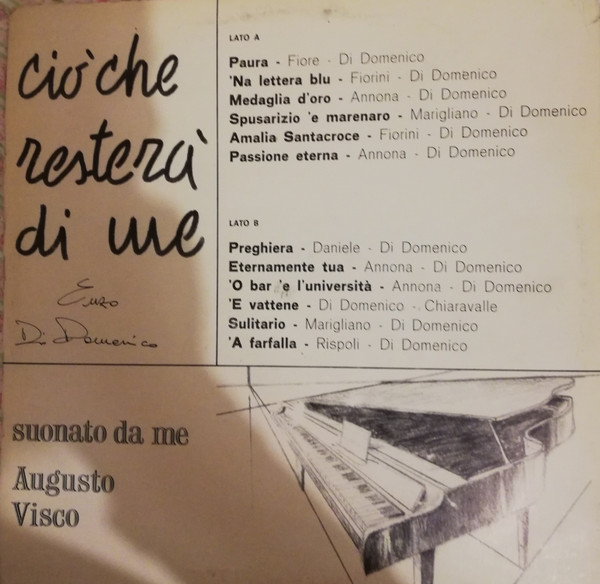 ciò che
resterà
di me
Enzo
Di Domenico
LATO A
Paura - Fiore - Di Domenico
'Na lettera blu - Fiorini - Di Domenico
Medaglia d'oro - Annona - Di Domenico
Spusarizio 'e marenaro - Marigliano - Di Domenico
Amalia Santacroce - Fiorini - Di Domenico
Passione eterna - Annona - Di Domenico
LATO B
Preghiera - Daniele - Di Domenico
Eternamente tua - Annona - Di Domenico
'O bar 'e l'università - Annona - Di Domenico
'E vattene - Di Domenico - Chiaravalle
Sulitario - Marigliano - Di Domenico
'A farfalla - Rispoli - Di Domenico
suonato da me
Augusto
Visco